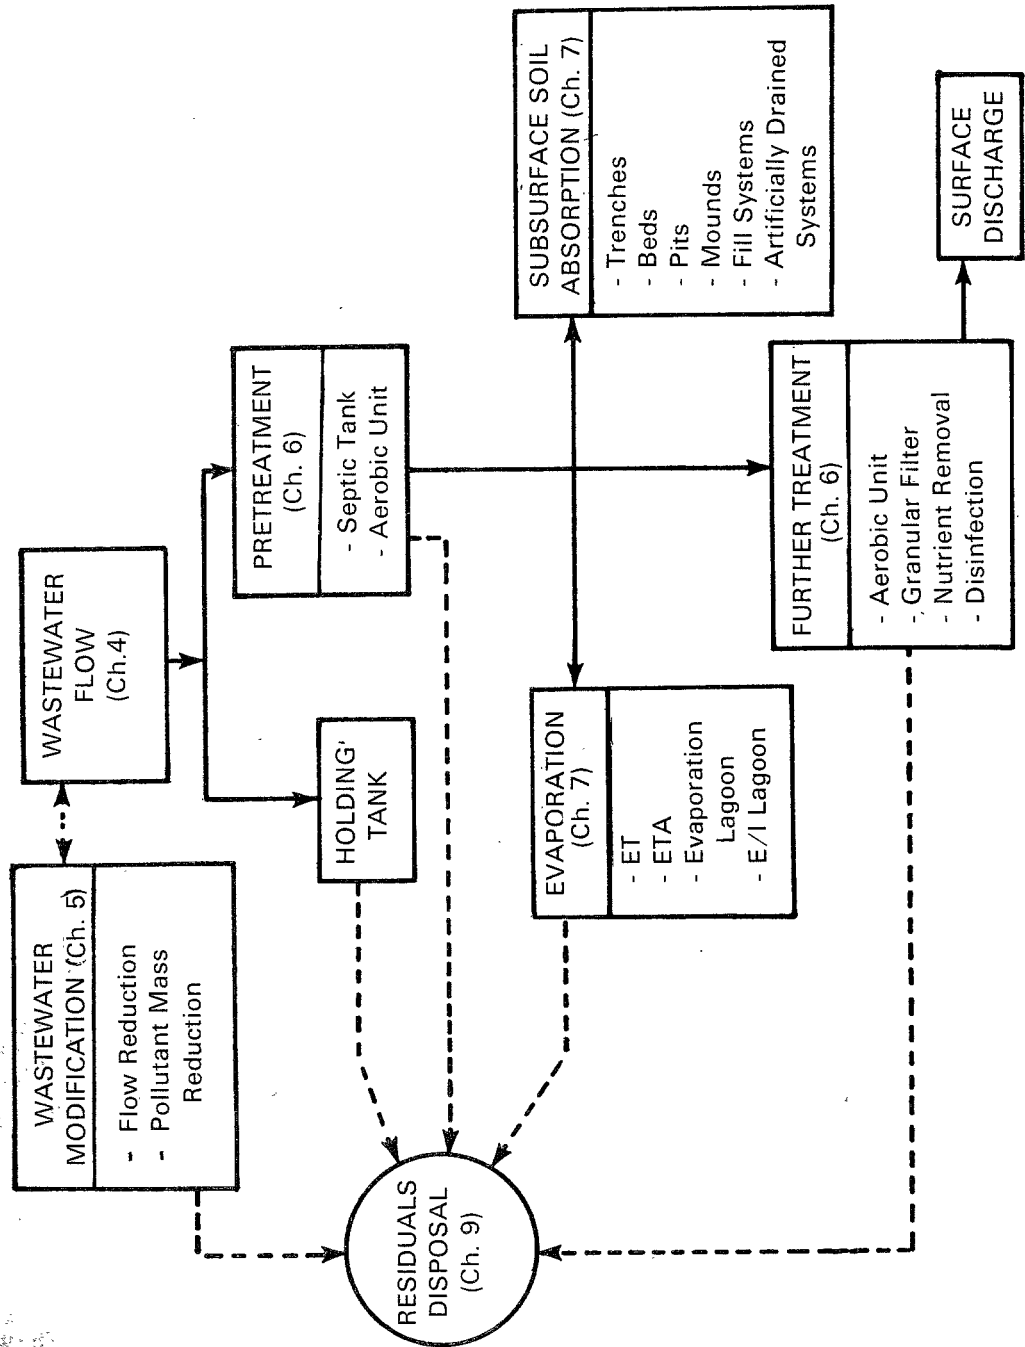 WASTEWATER
MODIFICATION (Ch. 5)
- Flow Reduction
- Pollutant Mass
Reduction
WASTEWATER
FLOW
(Ch.4)
HOLDING'
TANK
PRETREATMENT
(Ch. 6)
- Septic Tank
- Aerobic Unit
RESIDUALS
DISPOSAL
(Ch. 9)
EVAPORATION
(Ch. 7)
- ET
- ETA
- Evaporation
Lagoon
- E/I Lagoon
SUBSURFACE SOIL
ABSORPTION (Ch. 7)
- Trenches
- Beds
- Pits
- Mounds
- Fill Systems
- Artificially Drained
Systems
FURTHER TREATMENT
(Ch. 6)
- Aerobic Unit
- Granular Filter
- Nutrient Removal
- Disinfection
SURFACE
DISCHARGE